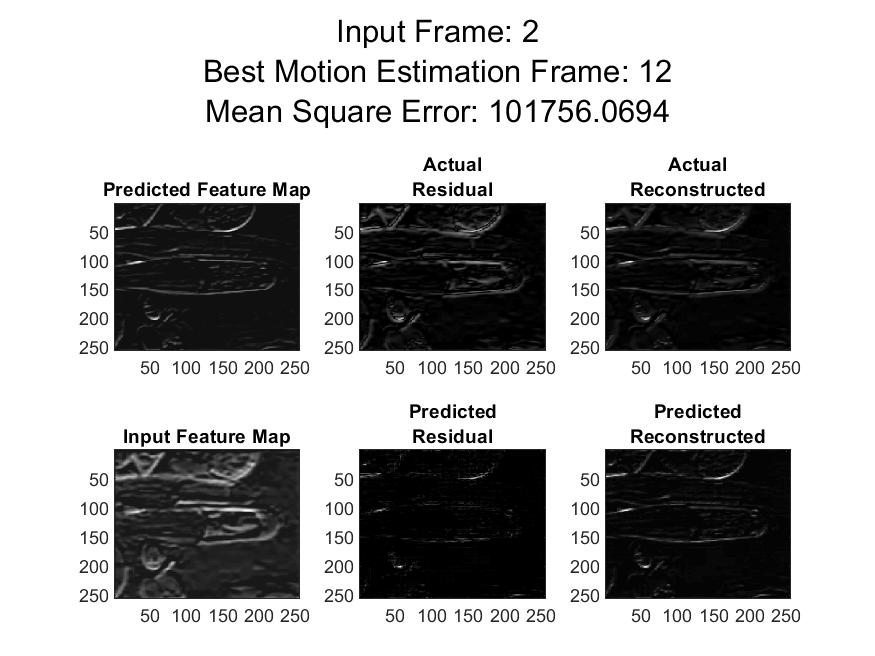 Input Frame: 2
Best Motion Estimation Frame: 12
Mean Square Error: 101756.0694
Predicted Feature Map
50
100
150
200
250
50 100 150 200 250
Actual
Residual
50
100
150
200
250
50 100 150 200 250
Actual
Reconstructed
50
100
150
200
250
50 100 150 200 250
Input Feature Map
50
100
150
200
250
50 100 150 200 250
Predicted
Residual
50
100
150
200
250
50 100 150 200 250
Predicted
Reconstructed
50
100
150
200
250
50 100 150 200 250